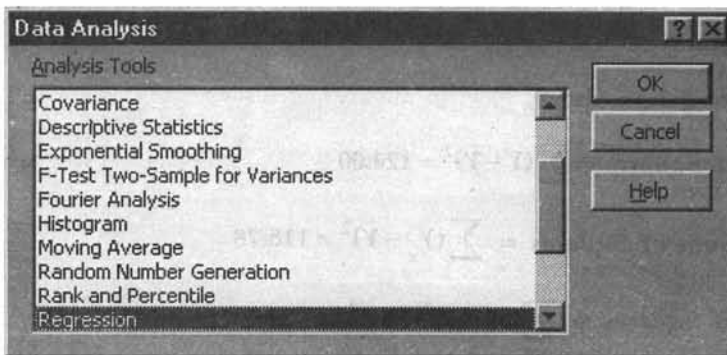 Data Analysis
Analysis Tools
Covariance
Descriptive Statistics
Exponential Smoothing
F-Test Two-Sample for Variances
Fourier Analysis
Histogram
Moving Average
Random Number Generation
Rank and Percentile
Regression
OK
Cancel
Help